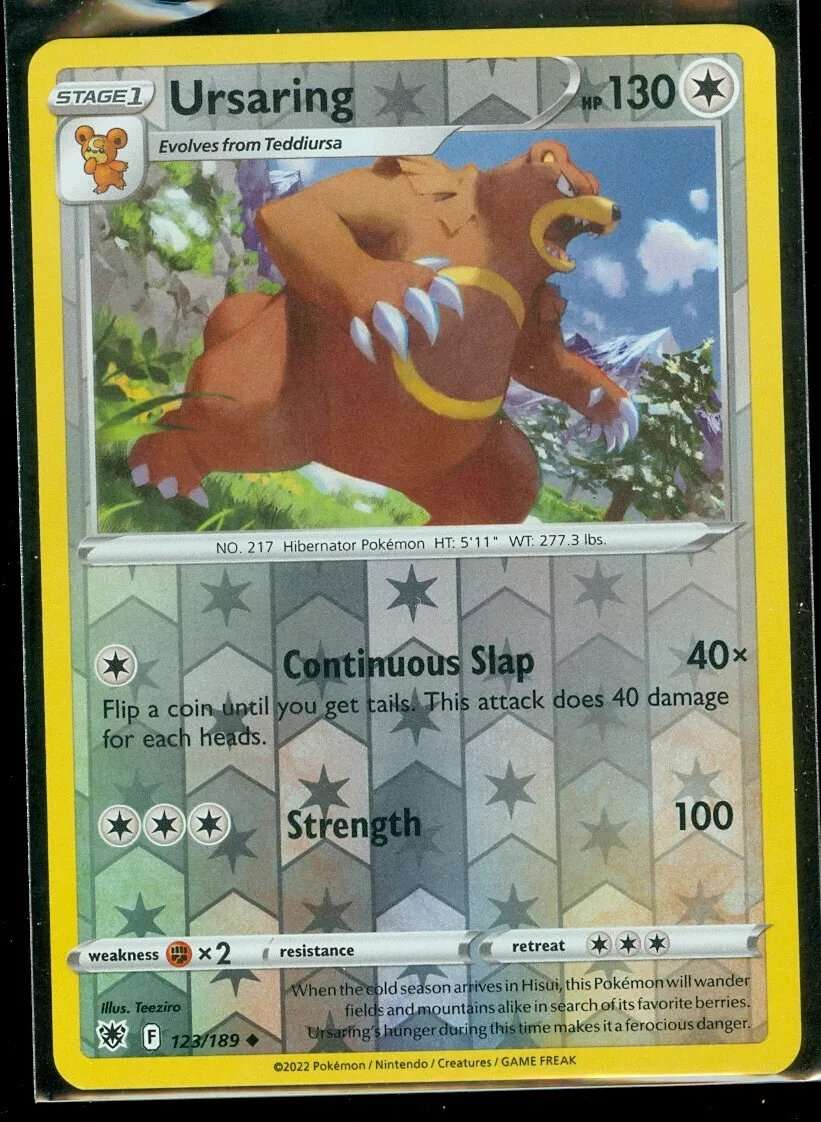 STAGE 1 Ursaring HP 130
Evolves from Teddiursa
NO. 217 Hibernator Pokémon HT: 5'11" WT: 277.3 lbs.
Continuous Slap 40×
Flip a coin until you get tails. This attack does 40 damage
for each heads.
Strength 100
weakness ×2 resistance retreat
When the cold season arrives in Hisui, this Pokémon will wander
fields and mountains alike in search of its favorite berries.
Ursaring's hunger during this time makes it a ferocious danger.
Illus. Teeziro
F 123/189 ◆
©2022 Pokémon / Nintendo / Creatures / GAME FREAK